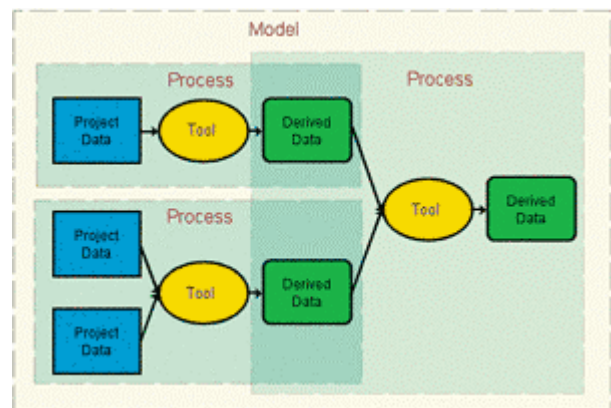 Model
Process
Process
Project
Data
Tool
Derived
Data
Process
Project
Data
Tool
Derived
Data
Tool
Derived
Data
Project
Data